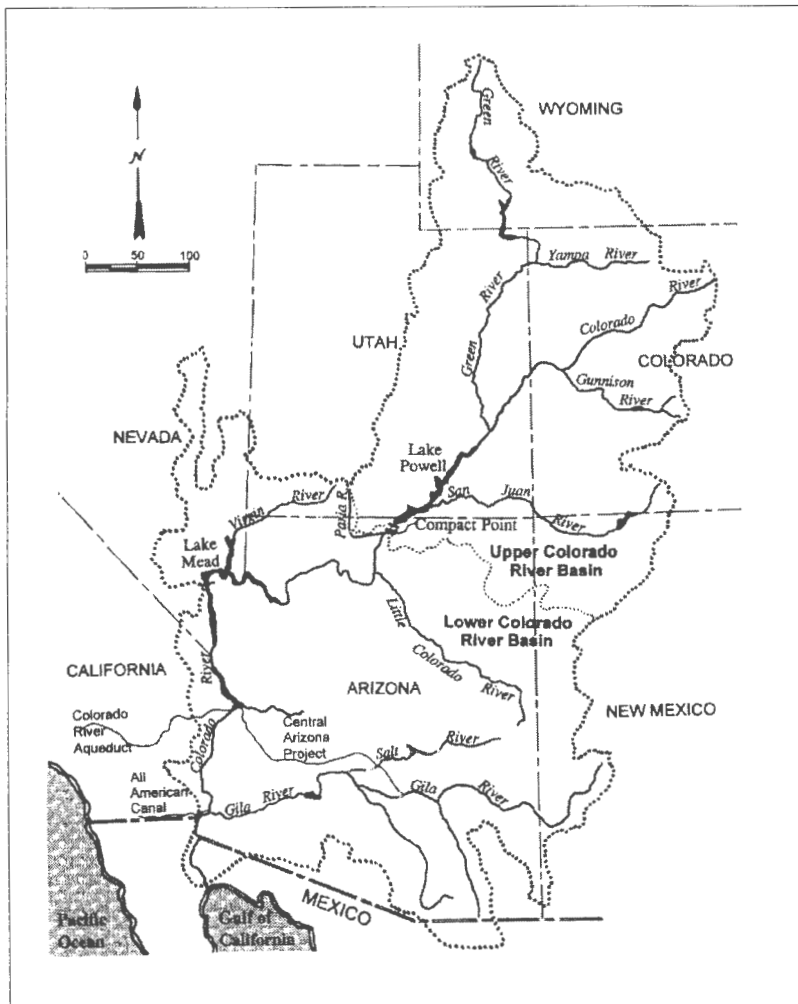 WYOMING
Green
River
N
0 50 100
Yampa River
River
Green
UTAH
Colorado River
COLORADO
Gunnison
River
NEVADA
Lake
Powell
San Juan
River
Virgin River
Paria R.
Compact Point
Lake
Mead
Upper Colorado
River Basin
Lower Colorado
River Basin
Little
Colorado River
CALIFORNIA
River
Colorado
ARIZONA
NEW MEXICO
Colorado
River
Aqueduct
Central
Arizona
Project
Salt River
All
American
Canal
Gila River
Gila River
MEXICO
Pacific
Ocean
Gulf of
California